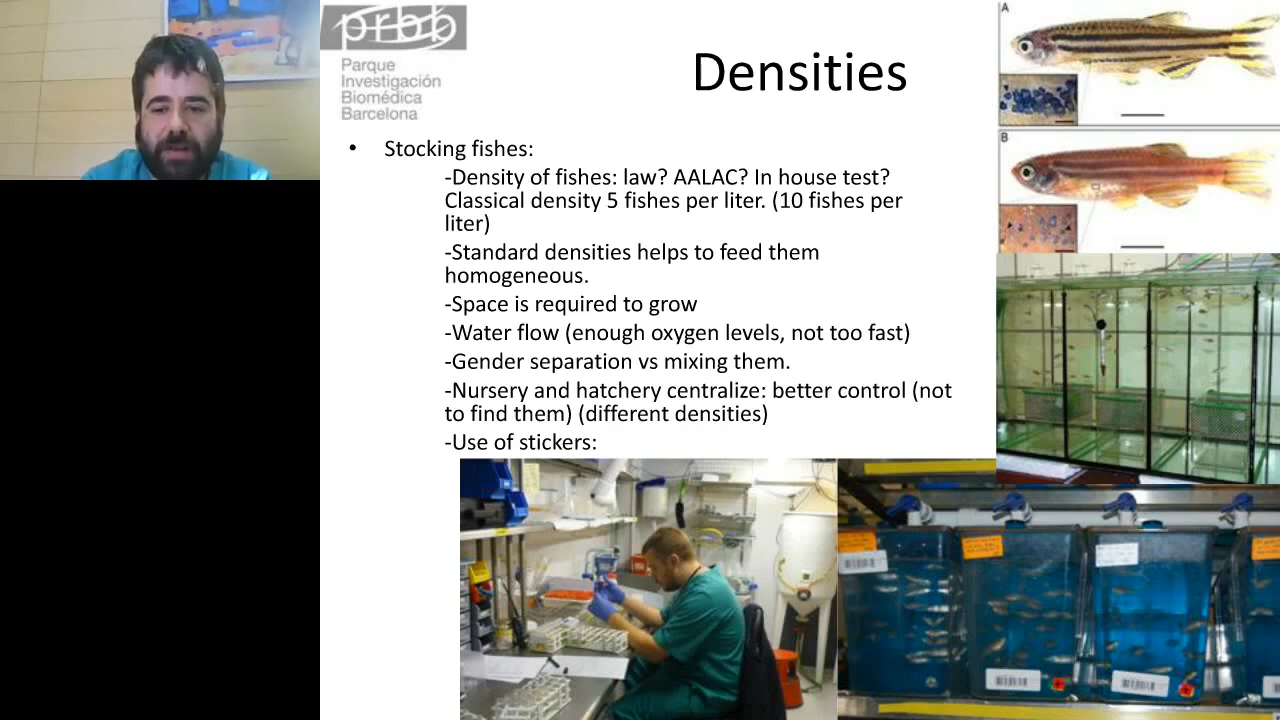 prbb
Parque
Investigación
Biomédica
Barcelona
Densities
• Stocking fishes:
-Density of fishes: law? AALAC? In house test?
Classical density 5 fishes per liter. (10 fishes per
liter)
-Standard densities helps to feed them
homogeneous.
-Space is required to grow
-Water flow (enough oxygen levels, not too fast)
-Gender separation vs mixing them.
-Nursery and hatchery centralize: better control (not
to find them) (different densities)
-Use of stickers:
A
B